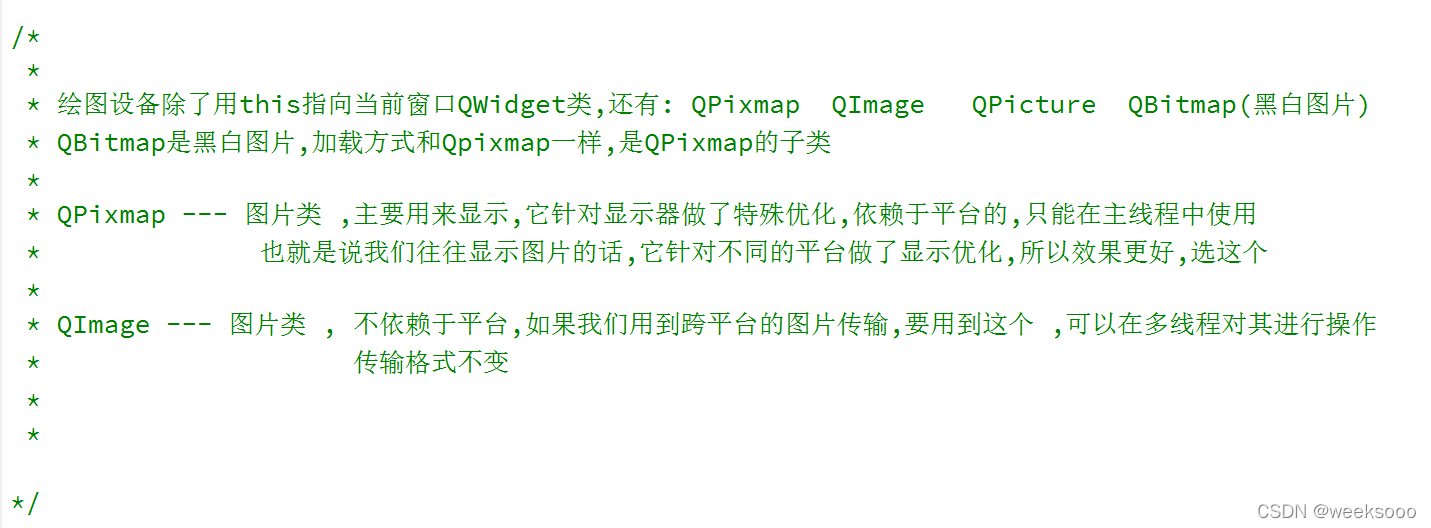 /*
*
* 绘图设备除了用this指向当前窗口QWidget类,还有: QPixmap  QImage   QPicture  QBitmap(黑白图片)
* QBitmap是黑白图片,加载方式和Qpixmap一样,是QPixmap的子类
*
* QPixmap --- 图片类 ,主要用来显示,它针对显示器做了特殊优化,依赖于平台的,只能在主线程中使用
* 也就是说我们往往显示图片的话,它针对不同的平台做了显示优化,所以效果更好,选这个
*
* QImage --- 图片类 , 不依赖于平台,如果我们用到跨平台的图片传输,要用到这个 ,可以在多线程对其进行操作
* 传输格式不变
*
*
*/
CSDN @weeksooo